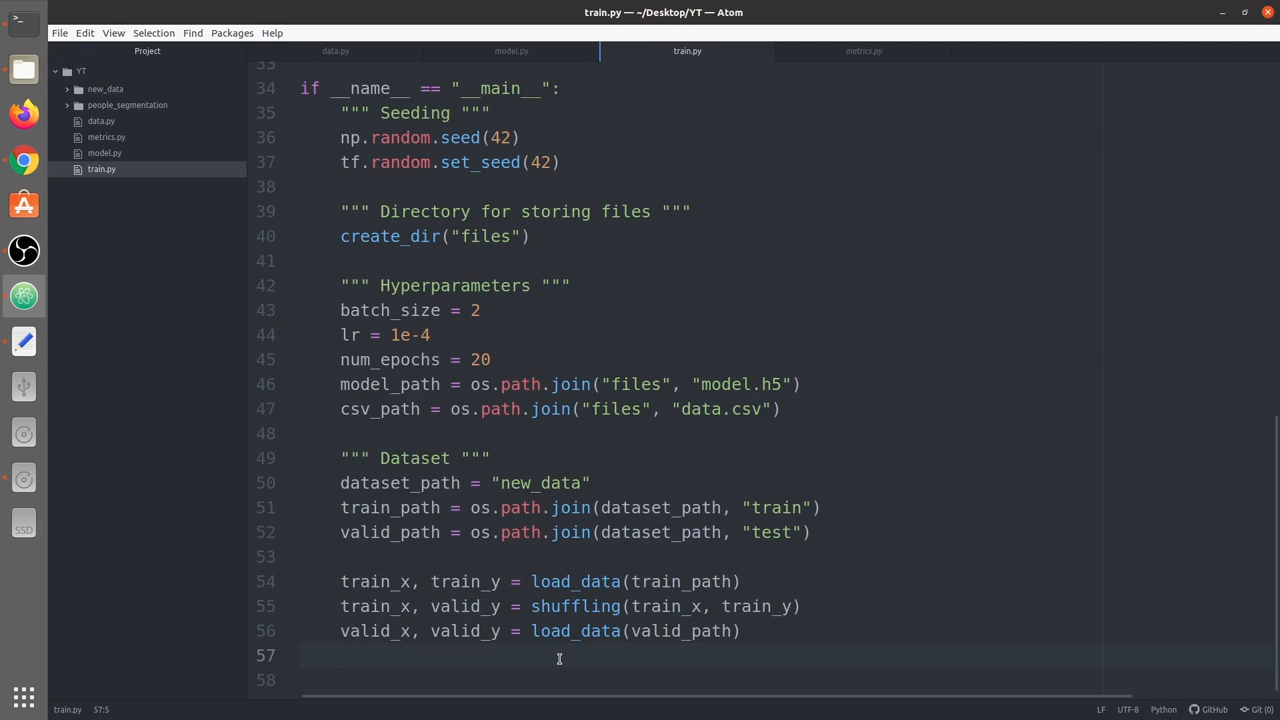 train.py — ~/Desktop/YT — Atom
File Edit View Selection Find Packages Help
Project
data.py
model.py
train.py
metrics.py
YT
new_data
people_segmentation
data.py
metrics.py
model.py
train.py
33
34 if __name__ == "__main__":
35 """ Seeding """
36 np.random.seed(42)
37 tf.random.set_seed(42)
38
39 """ Directory for storing files """
40 create_dir("files")
41
42 """ Hyperparameters """
43 batch_size = 2
44 lr = 1e-4
45 num_epochs = 20
46 model_path = os.path.join("files", "model.h5")
47 csv_path = os.path.join("files", "data.csv")
48
49 """ Dataset """
50 dataset_path = "new_data"
51 train_path = os.path.join(dataset_path, "train")
52 valid_path = os.path.join(dataset_path, "test")
53
54 train_x, train_y = load_data(train_path)
55 train_x, valid_y = shuffling(train_x, train_y)
56 valid_x, valid_y = load_data(valid_path)
57
58
SSD
train.py 57:5 LF UTF-8 Python GitHub Git (0)